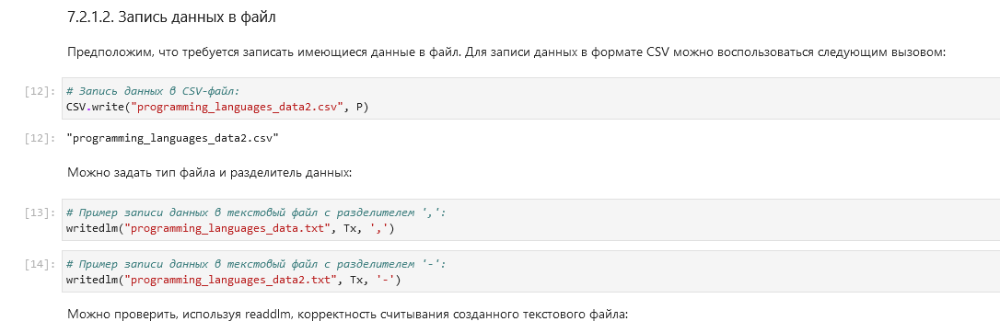 7.2.1.2. Запись данных в файл
Предположим, что требуется записать имеющиеся данные в файл. Для записи данных в формате CSV можно воспользоваться следующим вызовом:
[12]: # Запись данных в CSV-файл:
CSV.write("programming_languages_data2.csv", P)
[12]: "programming_languages_data2.csv"
Можно задать тип файла и разделитель данных:
[13]: # Пример записи данных в текстовый файл с разделителем ',':
writedlm("programming_languages_data.txt", Tx, ',')
[14]: # Пример записи данных в текстовый файл с разделителем '-':
writedlm("programming_languages_data2.txt", Tx, '-')
Можно проверить, используя readdlm, корректность считывания созданного текстового файла: